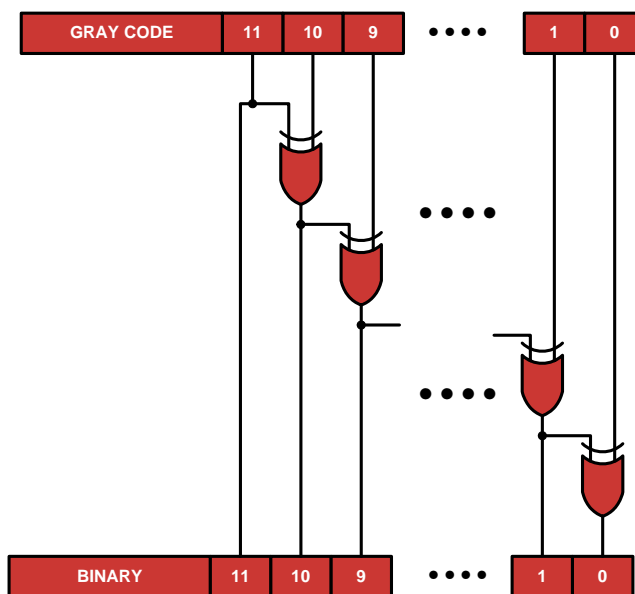 GRAY CODE 11 10 9 •••• 1 0
BINARY 11 10 9 •••• 1 0